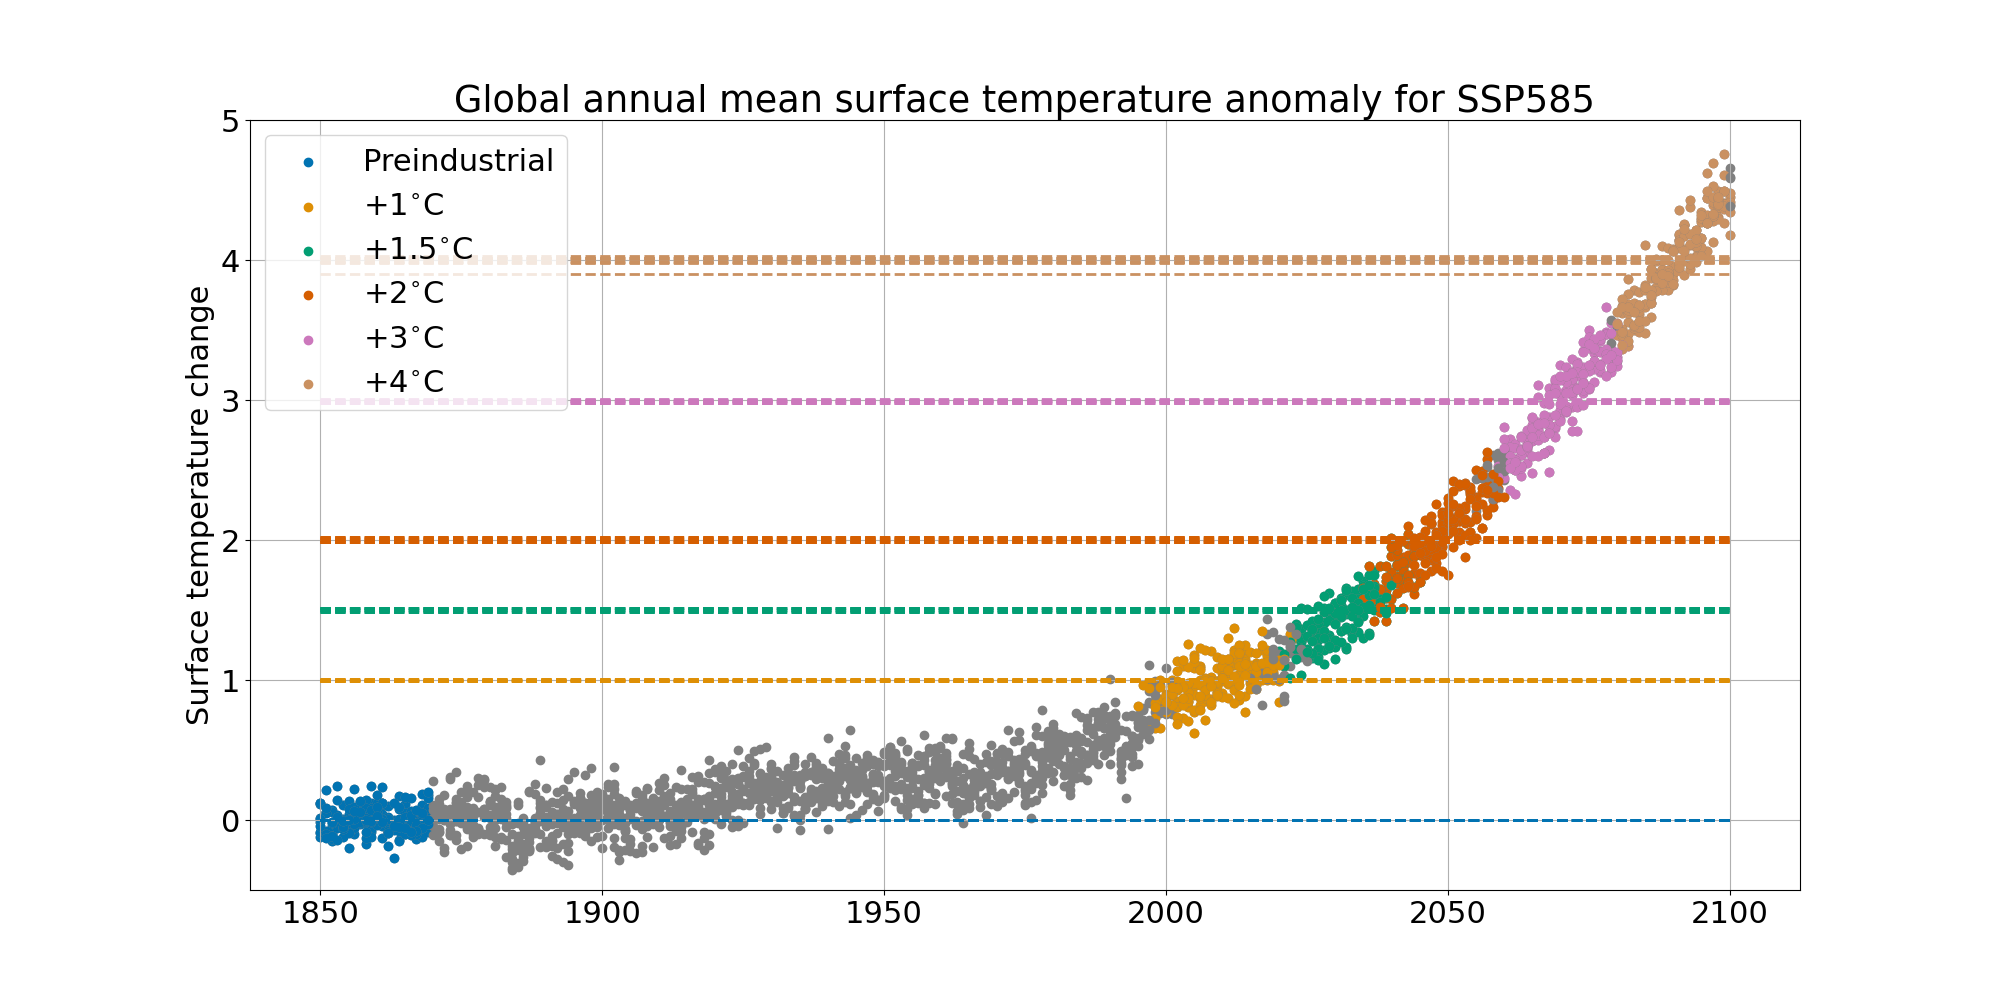 Global annual mean surface temperature anomaly for SSP585
Surface temperature change
5
4
3
2
1
0
Preindustrial
+1°C
+1.5°C
+2°C
+3°C
+4°C
1850 1900 1950 2000 2050 2100